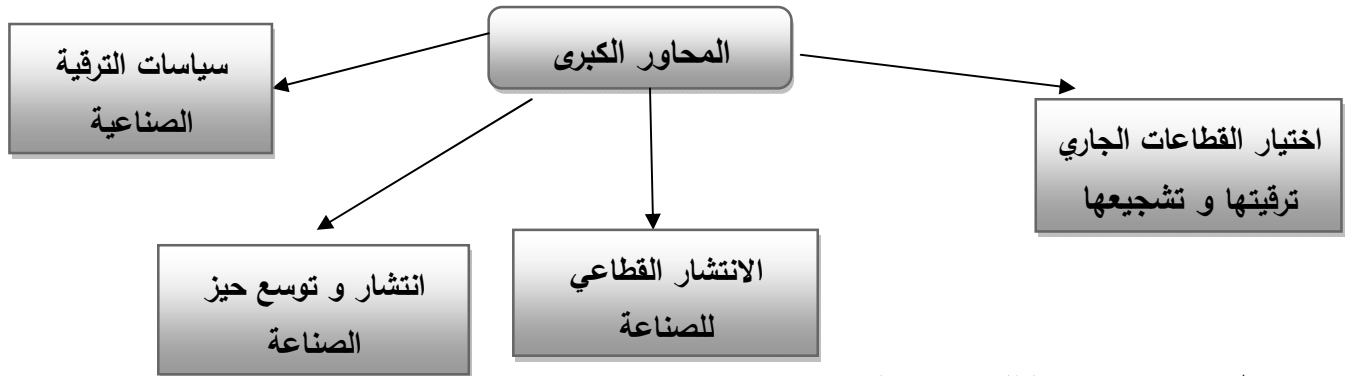 المحاور الكبرى
اختيار القطاعات الجاري
ترقيتها و تشجيعها
الانتشار القطاعي
للصناعة
انتشار و توسع حيز
الصناعة
سياسات الترقية
الصناعية